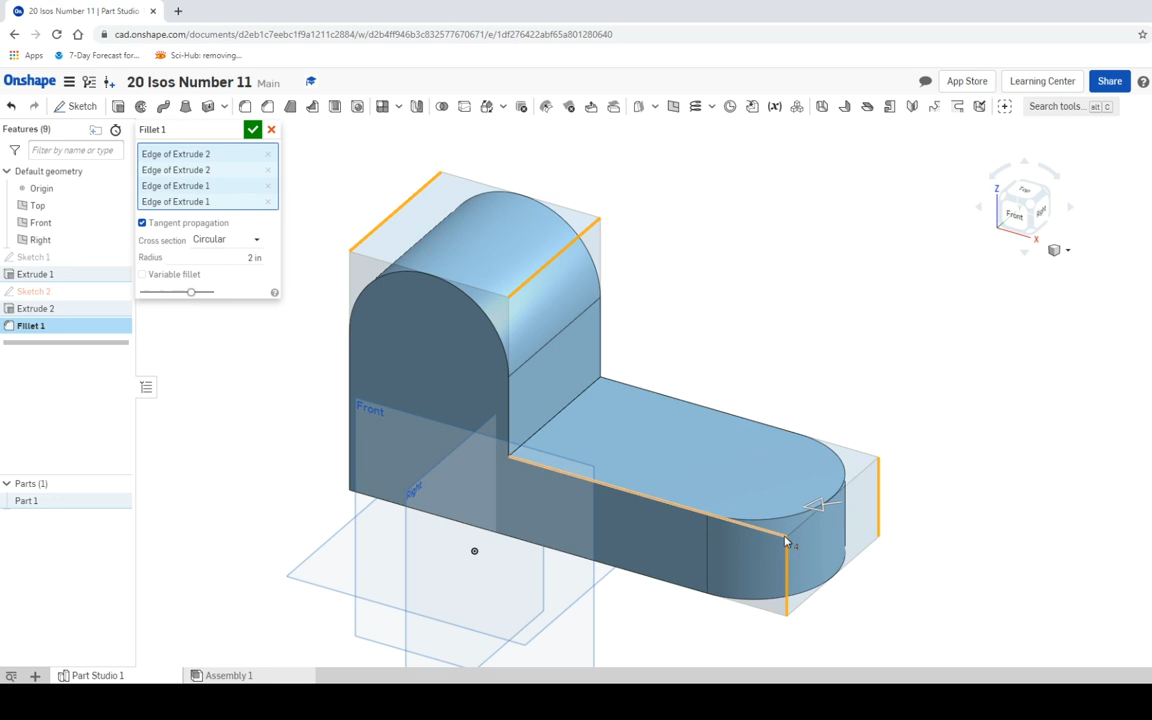 20 Isos Number 11 | Part Studio
cad.onshape.com/documents/d2eb1c7eebc1f9a1211c2884/w/d2b4ff946b3c832577670741/e/1df276422abf65a801280640
Apps 7-Day Forecast for... Sci-Hub: removing...
Onshape 20 Isos Number 11 Main App Store Learning Center Share
Sketch Search tools... alt C
Features (9)
Filter by name or type
Default geometry
Origin
Top
Front
Right
Sketch 1
Extrude 1
Sketch 2
Extrude 2
Fillet 1
Fillet 1
Edge of Extrude 2
Edge of Extrude 2
Edge of Extrude 1
Edge of Extrude 1
Tangent propagation
Cross section Circular
Radius 2 in
Variable fillet
Front
Right
Z
Front
Right
X
Parts (1)
Part 1
Part Studio 1 Assembly 1